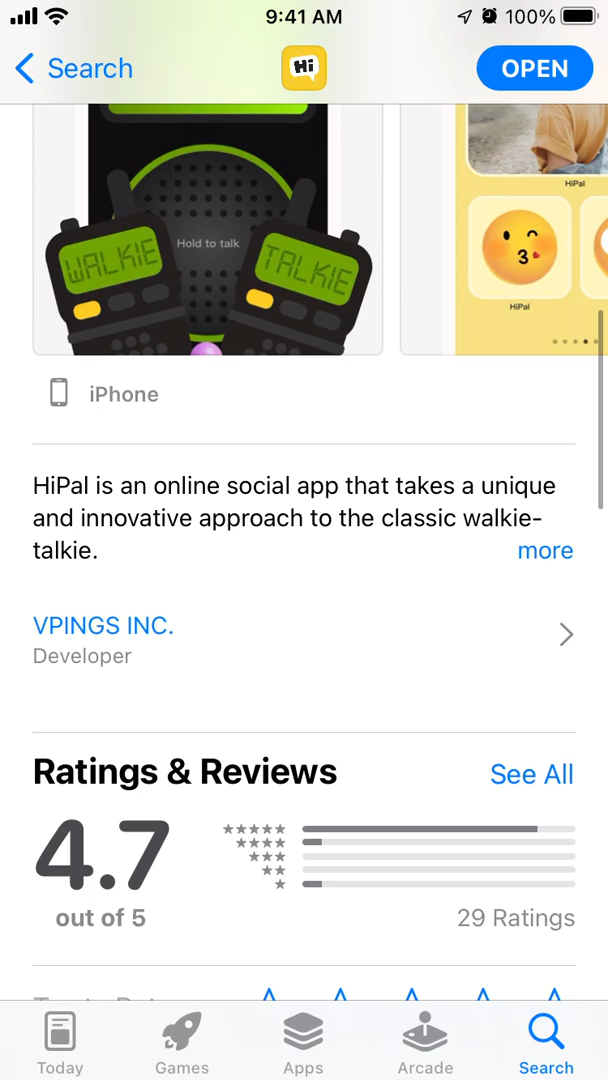 9:41 AM
100%
Search
Hi
OPEN
WALKIE
Hold to talk
TALKIE
HiPal
HiPal
iPhone
HiPal is an online social app that takes a unique
and innovative approach to the classic walkie-
talkie.
more
VPINGS INC.
Developer
Ratings & Reviews
See All
4.7
out of 5
29 Ratings
Today
Games
Apps
Arcade
Search